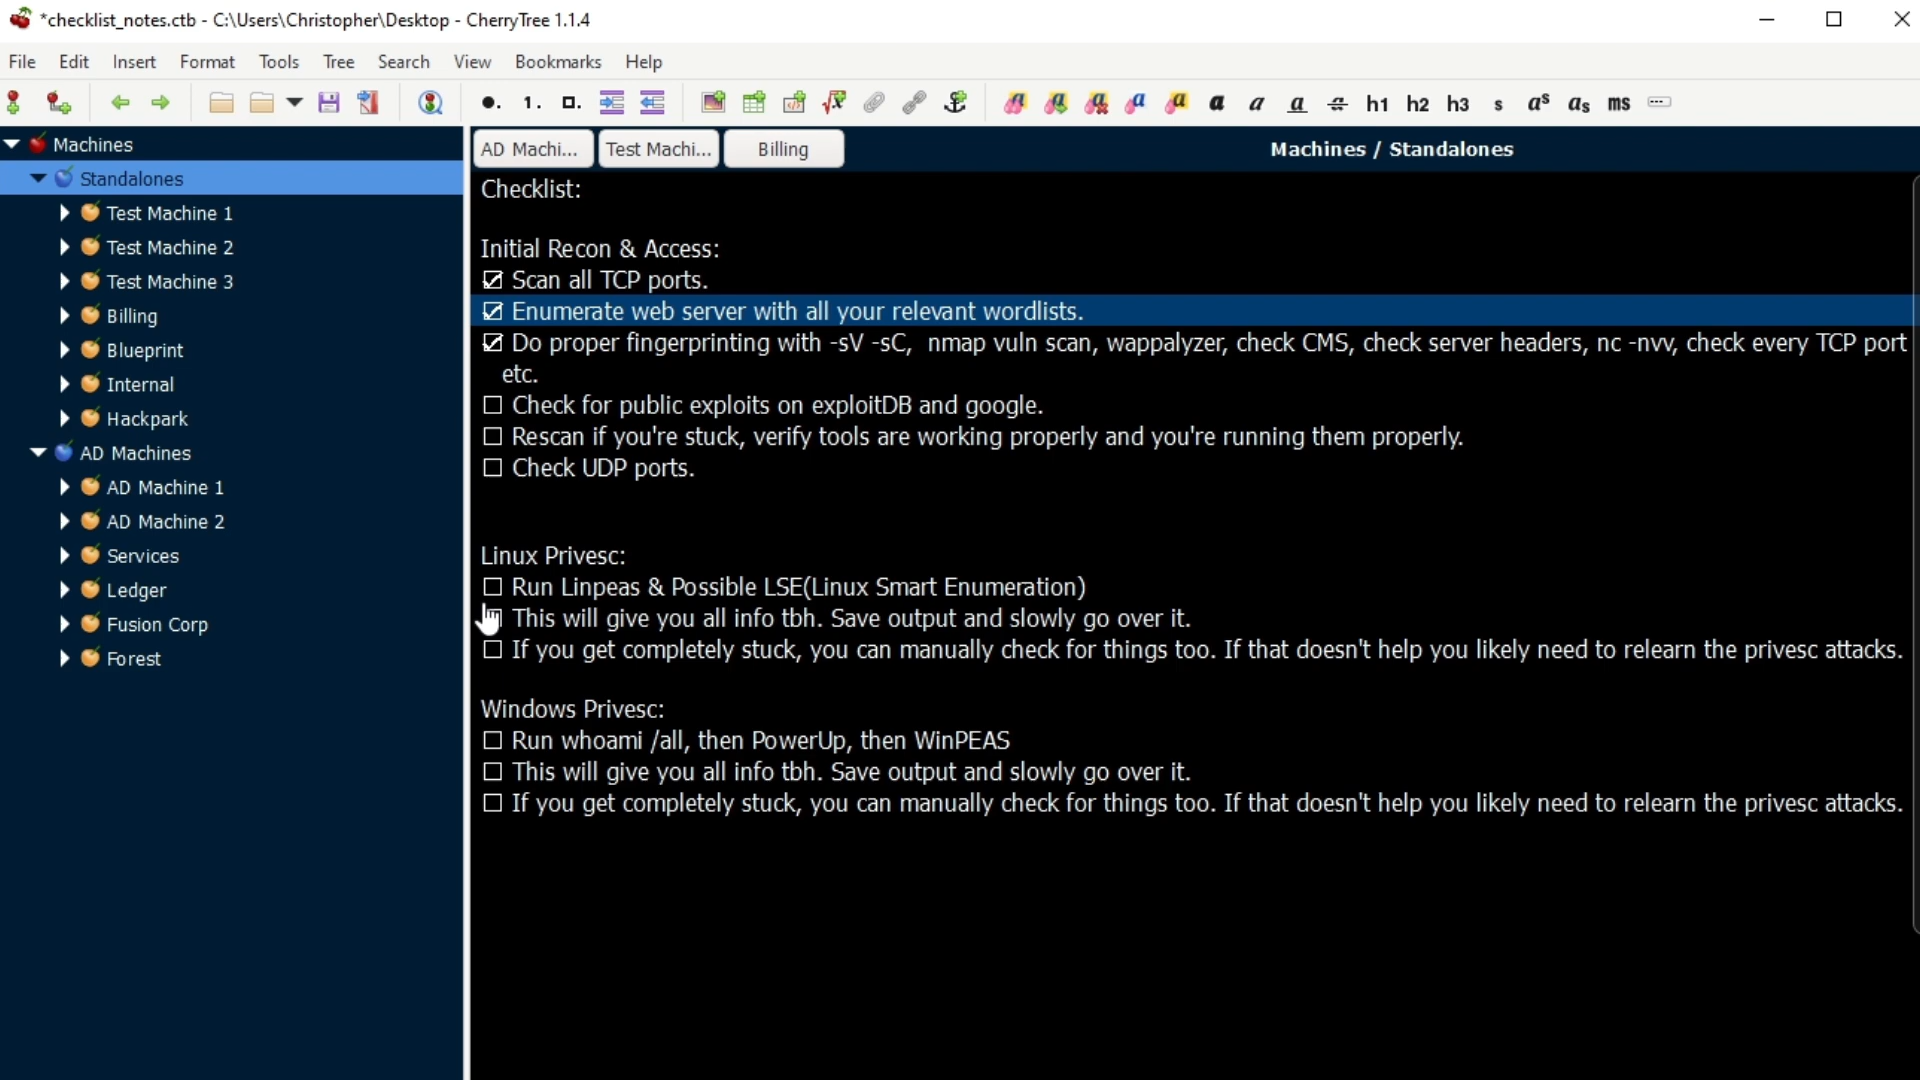 *checklist_notes.ctb - C:\Users\Christopher\Desktop - CherryTree 1.1.4
File Edit Insert Format Tools Tree Search View Bookmarks Help
1. a a a a a a a a a h1 h2 h3 s aˢ aₛ ms
Machines
Standalones
Test Machine 1
Test Machine 2
Test Machine 3
Billing
Blueprint
Internal
Hackpark
AD Machines
AD Machine 1
AD Machine 2
Services
Ledger
Fusion Corp
Forest
AD Machi... Test Machi... Billing Machines / Standalones
Checklist:
Initial Recon & Access:
☑ Scan all TCP ports.
☑ Enumerate web server with all your relevant wordlists.
☑ Do proper fingerprinting with -sV -sC,  nmap vuln scan, wappalyzer, check CMS, check server headers, nc -nvv, check every TCP port
etc.
☐ Check for public exploits on exploitDB and google.
☐ Rescan if you're stuck, verify tools are working properly and you're running them properly.
☐ Check UDP ports.
Linux Privesc:
☐ Run Linpeas & Possible LSE(Linux Smart Enumeration)
☐ This will give you all info tbh. Save output and slowly go over it.
☐ If you get completely stuck, you can manually check for things too. If that doesn't help you likely need to relearn the privesc attacks.
Windows Privesc:
☐ Run whoami /all, then PowerUp, then WinPEAS
☐ This will give you all info tbh. Save output and slowly go over it.
☐ If you get completely stuck, you can manually check for things too. If that doesn't help you likely need to relearn the privesc attacks.